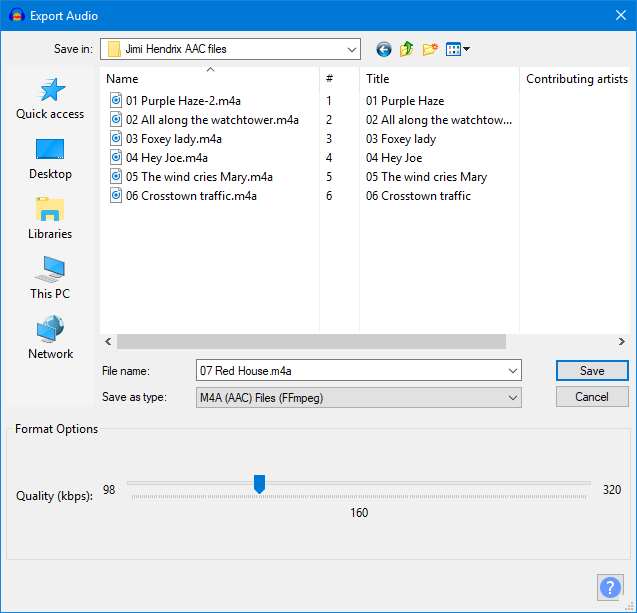 Export Audio
Save in: Jimi Hendrix AAC files
Name # Title Contributing artists
01 Purple Haze-2.m4a 1 01 Purple Haze
02 All along the watchtower.m4a 2 02 All along the watchtow...
03 Foxey lady.m4a 3 03 Foxey lady
04 Hey Joe.m4a 4 04 Hey Joe
05 The wind cries Mary.m4a 5 05 The wind cries Mary
06 Crosstown traffic.m4a 6 06 Crosstown traffic
Quick access
Desktop
Libraries
This PC
Network
File name: 07 Red House.m4a Save
Save as type: M4A (AAC) Files (FFmpeg) Cancel
Format Options
Quality (kbps): 98 320
160
?